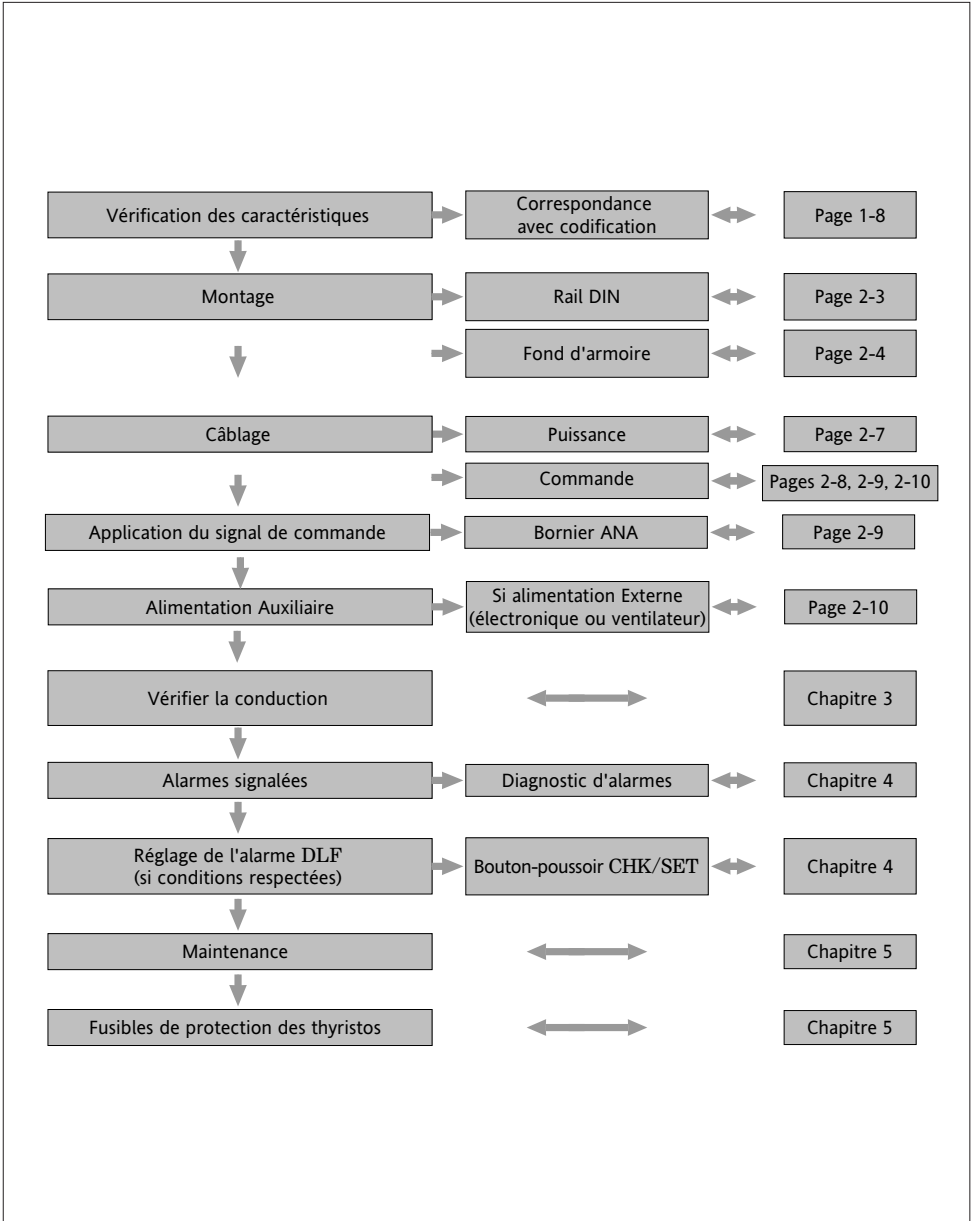 Vérification des caractéristiques
Correspondance
avec codification
Page 1-8
Montage
Rail DIN
Page 2-3
Fond d'armoire
Page 2-4
Câblage
Puissance
Page 2-7
Commande
Pages 2-8, 2-9, 2-10
Application du signal de commande
Bornier ANA
Page 2-9
Alimentation Auxiliaire
Si alimentation Externe
(électronique ou ventilateur)
Page 2-10
Vérifier la conduction
Chapitre 3
Alarmes signalées
Diagnostic d'alarmes
Chapitre 4
Réglage de l'alarme DLF
(si conditions respectées)
Bouton-poussoir CHK/SET
Chapitre 4
Maintenance
Chapitre 5
Fusibles de protection des thyristos
Chapitre 5